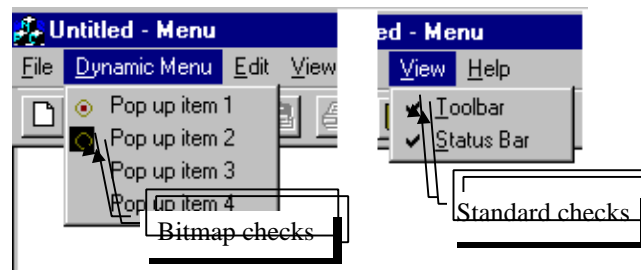 Untitled - Menu
File Dynamic Menu Edit View
Pop up item 1
Pop up item 2
Pop up item 3
Pop up item 4
Bitmap checks
ed - Menu
View Help
Toolbar
Status Bar
Standard checks